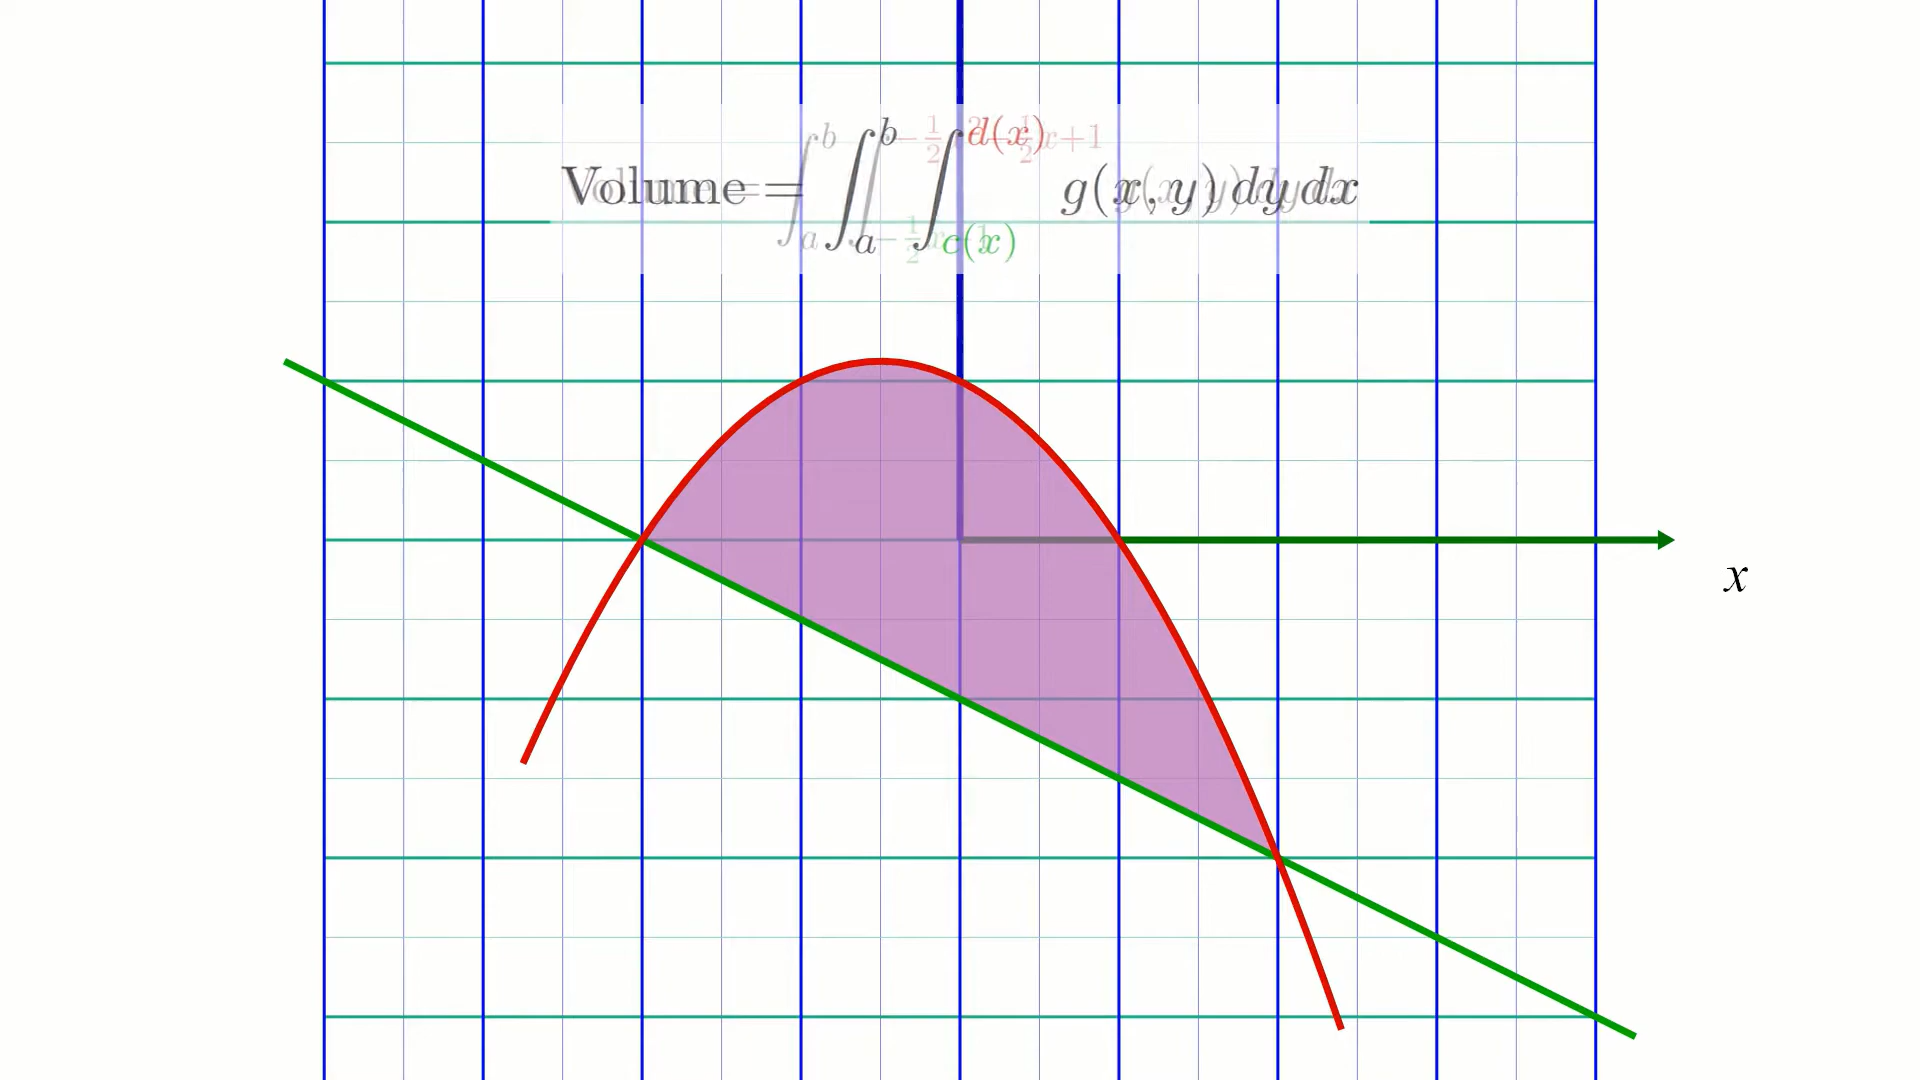 Volume = ∫_a^b ∫_{c(x)}^{d(x)} g(x, y) dy dx
x